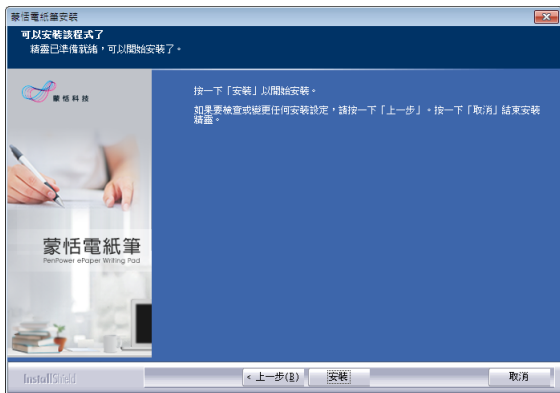 蒙恬電紙筆安裝
可以安裝該程式了
精靈已準備就緒，可以開始安裝了。
蒙恬科技
按一下「安裝」以開始安裝。
如果要檢查或變更任何安裝設定，請按一下「上一步」。按一下「取消」結束安裝
精靈。
蒙恬電紙筆
PenPower ePaper Writing Pad
InstallShield
< 上一步(B)
安裝
取消